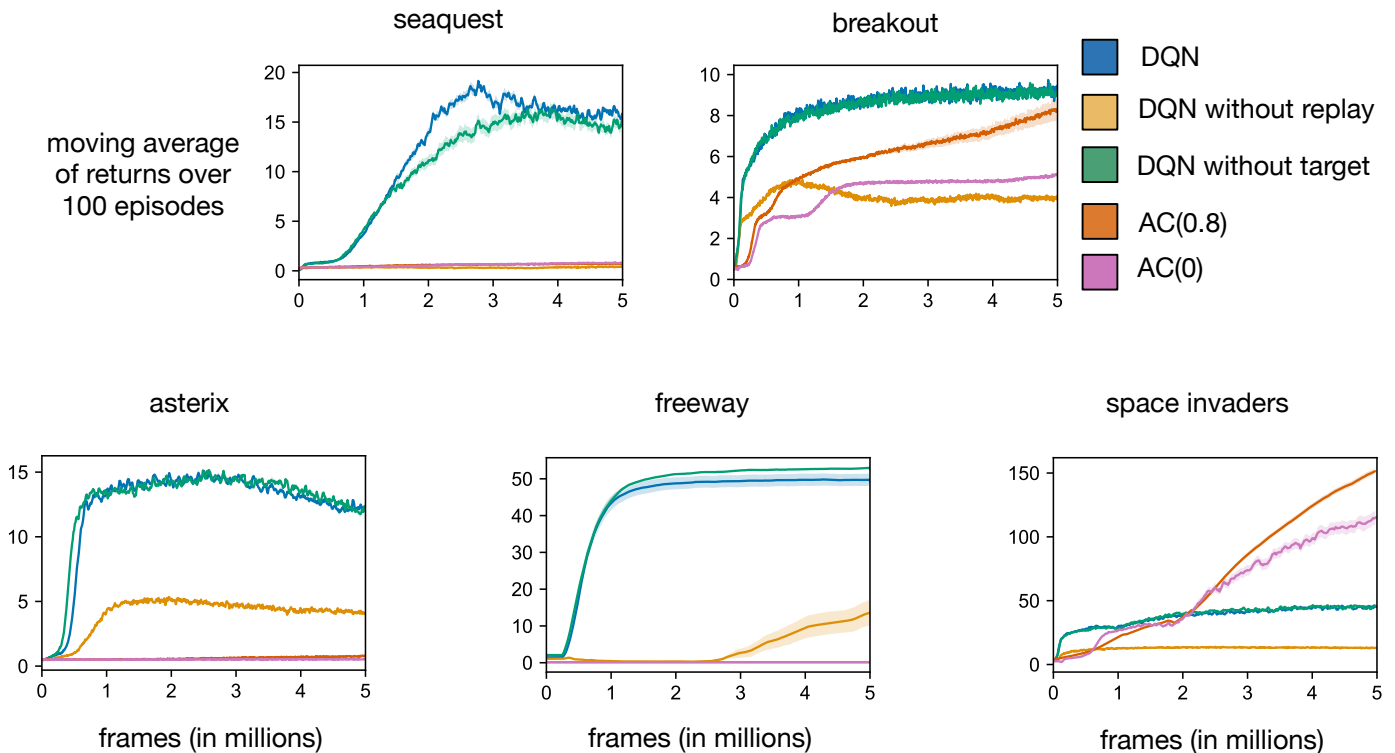 seaquest
breakout
moving average
of returns over
100 episodes
20
15
10
5
0
0 1 2 3 4 5
10
8
6
4
2
0
0 1 2 3 4 5
DQN
DQN without replay
DQN without target
AC(0.8)
AC(0)
asterix
freeway
space invaders
15
10
5
0
0 1 2 3 4 5
frames (in millions)
50
40
30
20
10
0
0 1 2 3 4 5
frames (in millions)
150
100
50
0
0 1 2 3 4 5
frames (in millions)